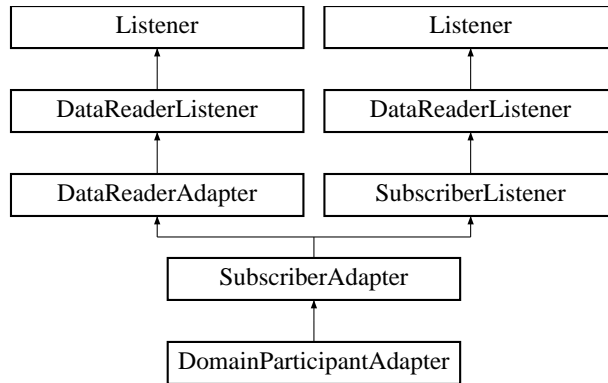 Listener
Listener
DataReaderListener
DataReaderListener
DataReaderAdapter
SubscriberListener
SubscriberAdapter
DomainParticipantAdapter